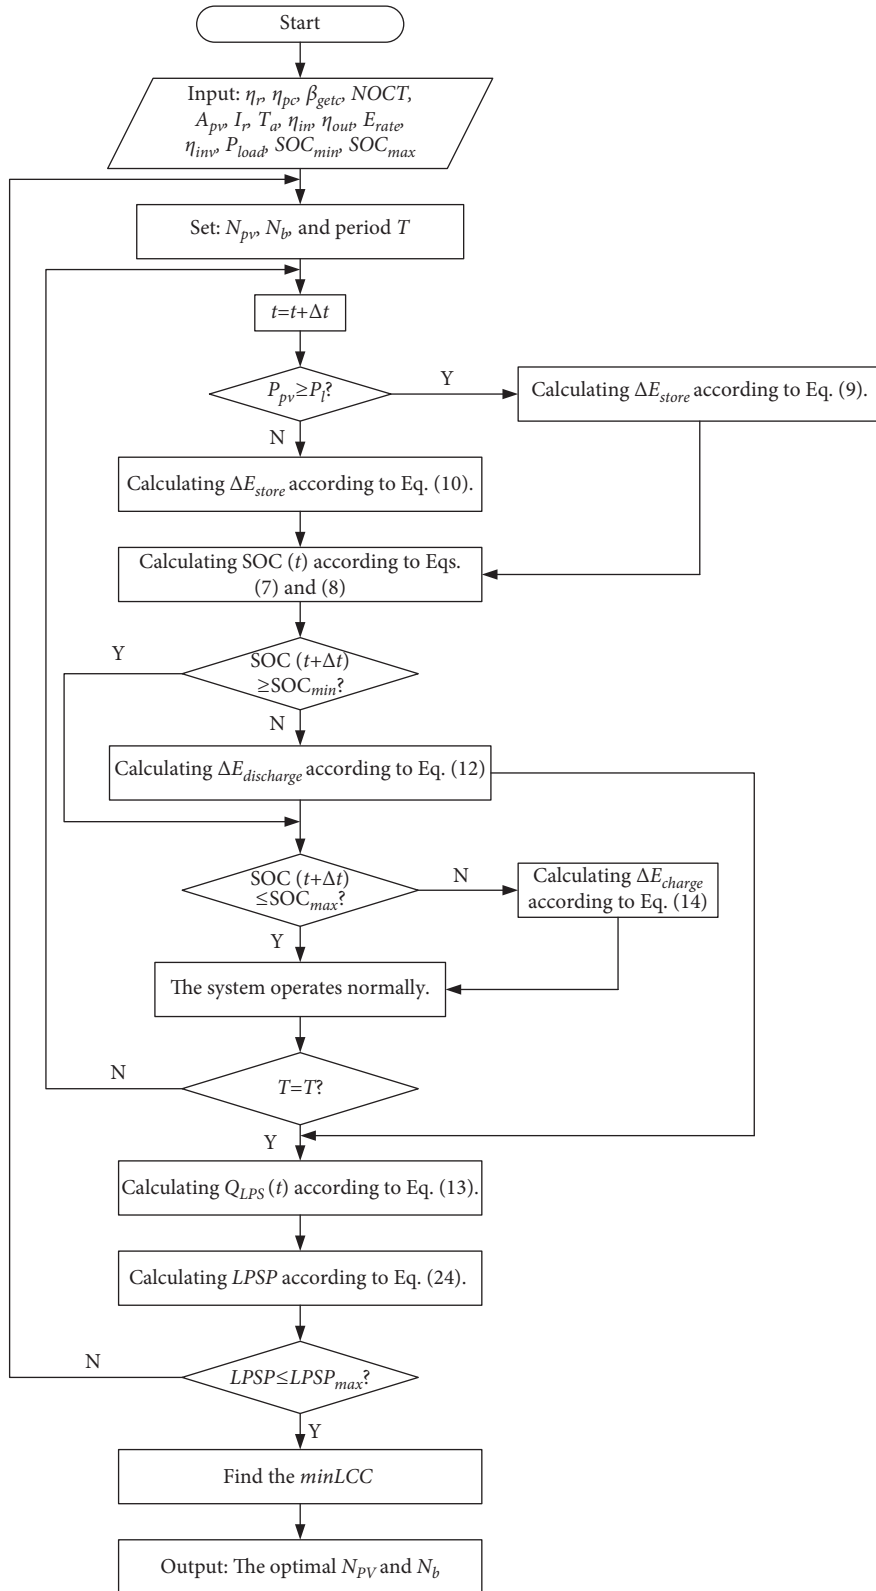 Start
Input: ηr, ηpc, βgetc, NOCT,
Apv, Ir, Ta, ηin, ηout, Erate,
ηinv, Pload, SOCmin, SOCmax
Set: Npv, Nb, and period T
t=t+Δt
Ppv≥Pl?
Y
Calculating ΔEstore according to Eq. (9).
N
Calculating ΔEstore according to Eq. (10).
Calculating SOC (t) according to Eqs.
(7) and (8)
Y
SOC (t+Δt)
≥SOCmin?
N
Calculating ΔEdischarge according to Eq. (12)
SOC (t+Δt)
≤SOCmax?
N
Calculating ΔEcharge
according to Eq. (14)
Y
The system operates normally.
N
T=T?
Y
Calculating QLPS (t) according to Eq. (13).
Calculating LPSP according to Eq. (24).
N
LPSP≤LPSPmax?
Y
Find the minLCC
Output: The optimal NPV and Nb